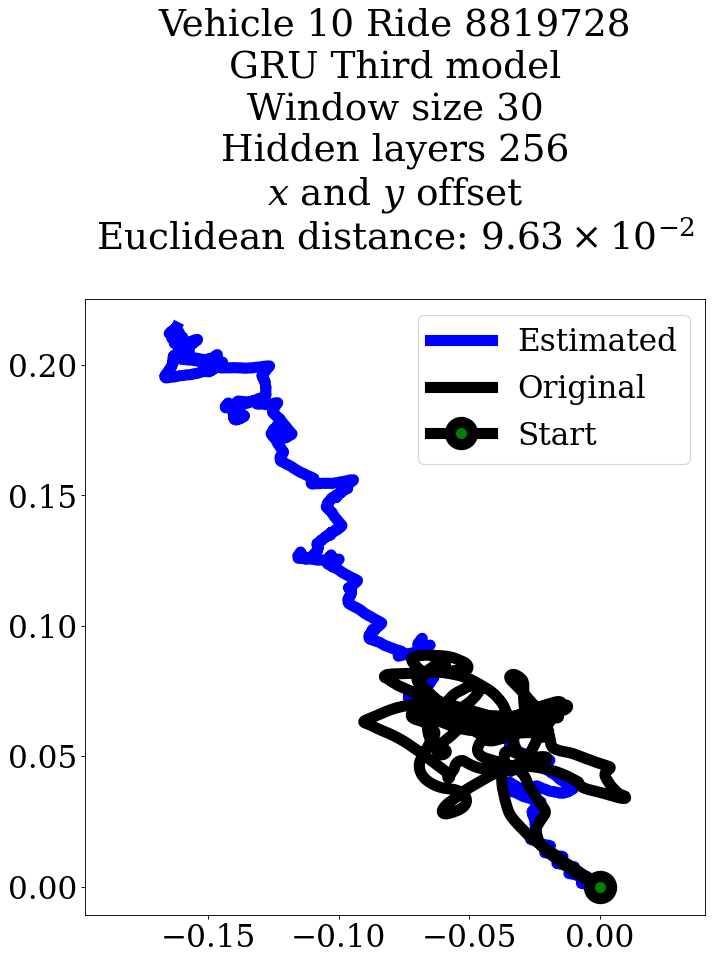 Vehicle 10 Ride 8819728
GRU Third model
Window size 30
Hidden layers 256
x and y offset
Euclidean distance: 9.63 × 10⁻²
Estimated
Original
Start
0.20
0.15
0.10
0.05
0.00
−0.15 −0.10 −0.05 0.00